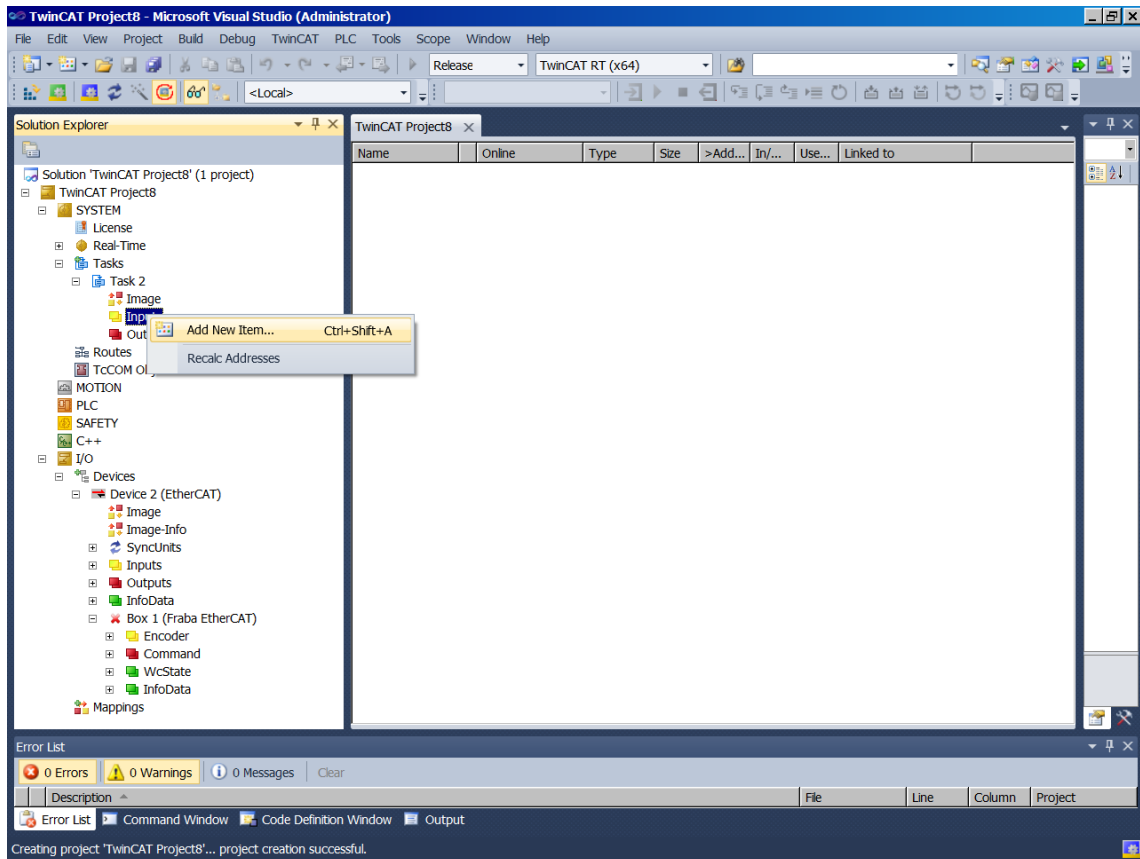 TwinCAT Project8 - Microsoft Visual Studio (Administrator)
File Edit View Project Build Debug TwinCAT PLC Tools Scope Window Help
Release TwinCAT RT (x64)
<Local>
Solution Explorer
TwinCAT Project8
Name Online Type Size >Add... In/... Use... Linked to
Solution 'TwinCAT Project8' (1 project)
TwinCAT Project8
SYSTEM
License
Real-Time
Tasks
Task 2
Image
Add New Item... Ctrl+Shift+A
Recalc Addresses
Routes
TcCOM
MOTION
PLC
SAFETY
C++
I/O
Devices
Device 2 (EtherCAT)
Image
Image-Info
SyncUnits
Inputs
Outputs
InfoData
Box 1 (Fraba EtherCAT)
Encoder
Command
WcState
InfoData
Mappings
Error List
0 Errors 0 Warnings 0 Messages Clear
Description File Line Column Project
Error List Command Window Code Definition Window Output
Creating project 'TwinCAT Project8'... project creation successful.